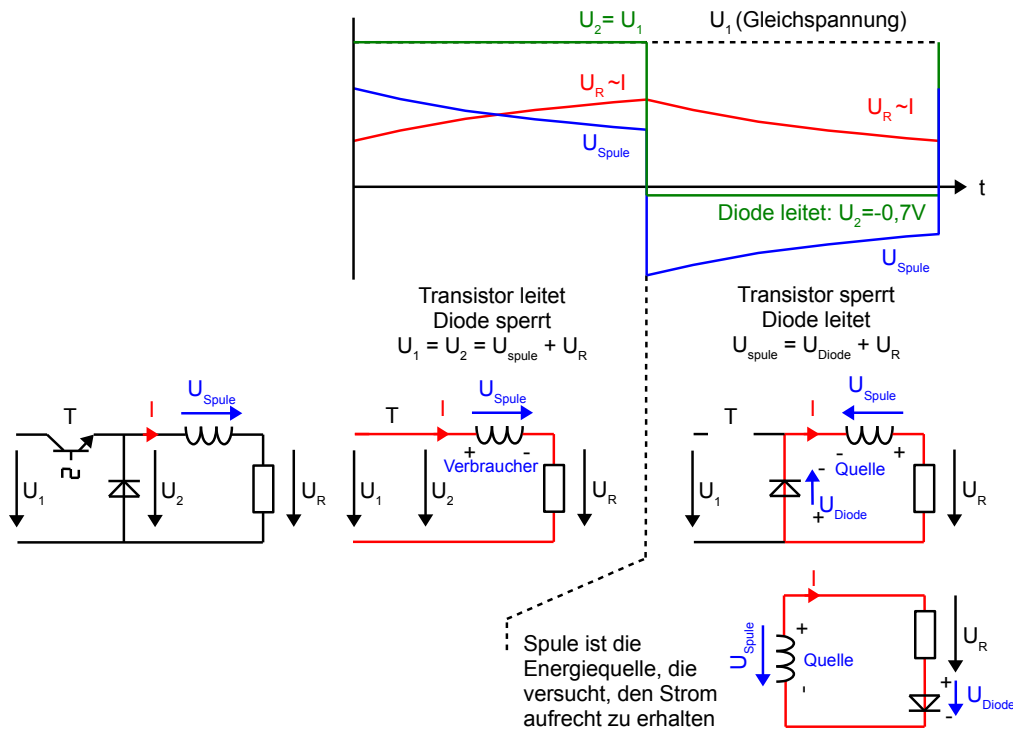 U2 = U1
U1 (Gleichspannung)
UR~I
UR~I
USpule
t
Diode leitet: U2=-0,7V
USpule
Transistor leitet
Diode sperrt
U1 = U2 = Uspule + UR
Transistor sperrt
Diode leitet
Uspule = UDiode + UR
T
I
USpule
U1
U2
UR
T
I
USpule
+ -
Verbraucher
U1
U2
UR
T
I
USpule
- Quelle +
U1
-
UDiode
+
UR
Spule ist die
Energiequelle, die
versucht, den Strom
aufrecht zu erhalten
I
USpule
+
Quelle
-
UR
+
UDiode
-